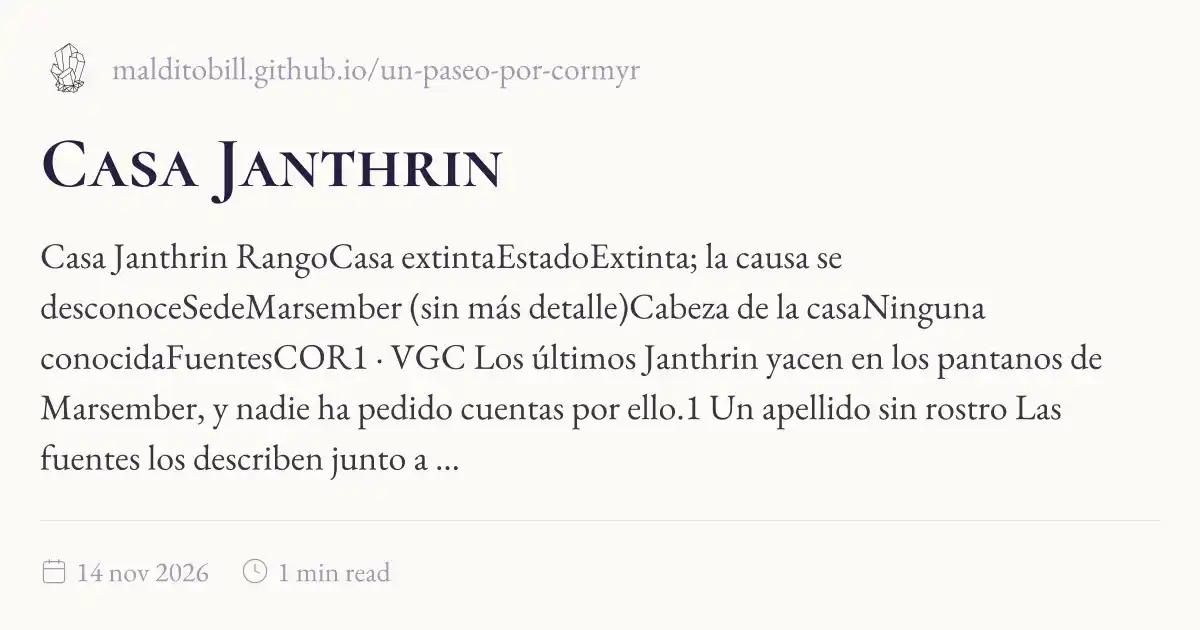 malditobill.github.io/un-paseo-por-cormyr
Casa Janthrin
Casa Janthrin RangoCasa extintaEstadoExtinta; la causa se
desconoceSedeMarsember (sin más detalle)Cabeza de la casaNinguna
conocidaFuentesCOR1 · VGC Los últimos Janthrin yacen en los pantanos de
Marsember, y nadie ha pedido cuentas por ello.1 Un apellido sin rostro Las
fuentes los describen junto a ...
14 nov 2026
1 min read